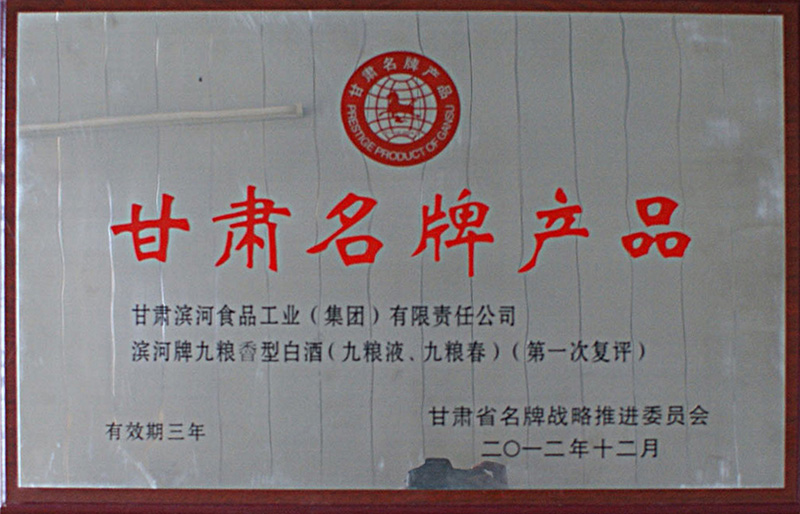 甘肃名牌产品
PRESTIGE PRODUCT OF GANSU
甘肃名牌产品
甘肃滨河食品工业（集团）有限责任公司
滨河牌九粮香型白酒（九粮液、九粮春）（第一次复评）
有效期三年
甘肃省名牌战略推进委员会
二〇一二年十二月